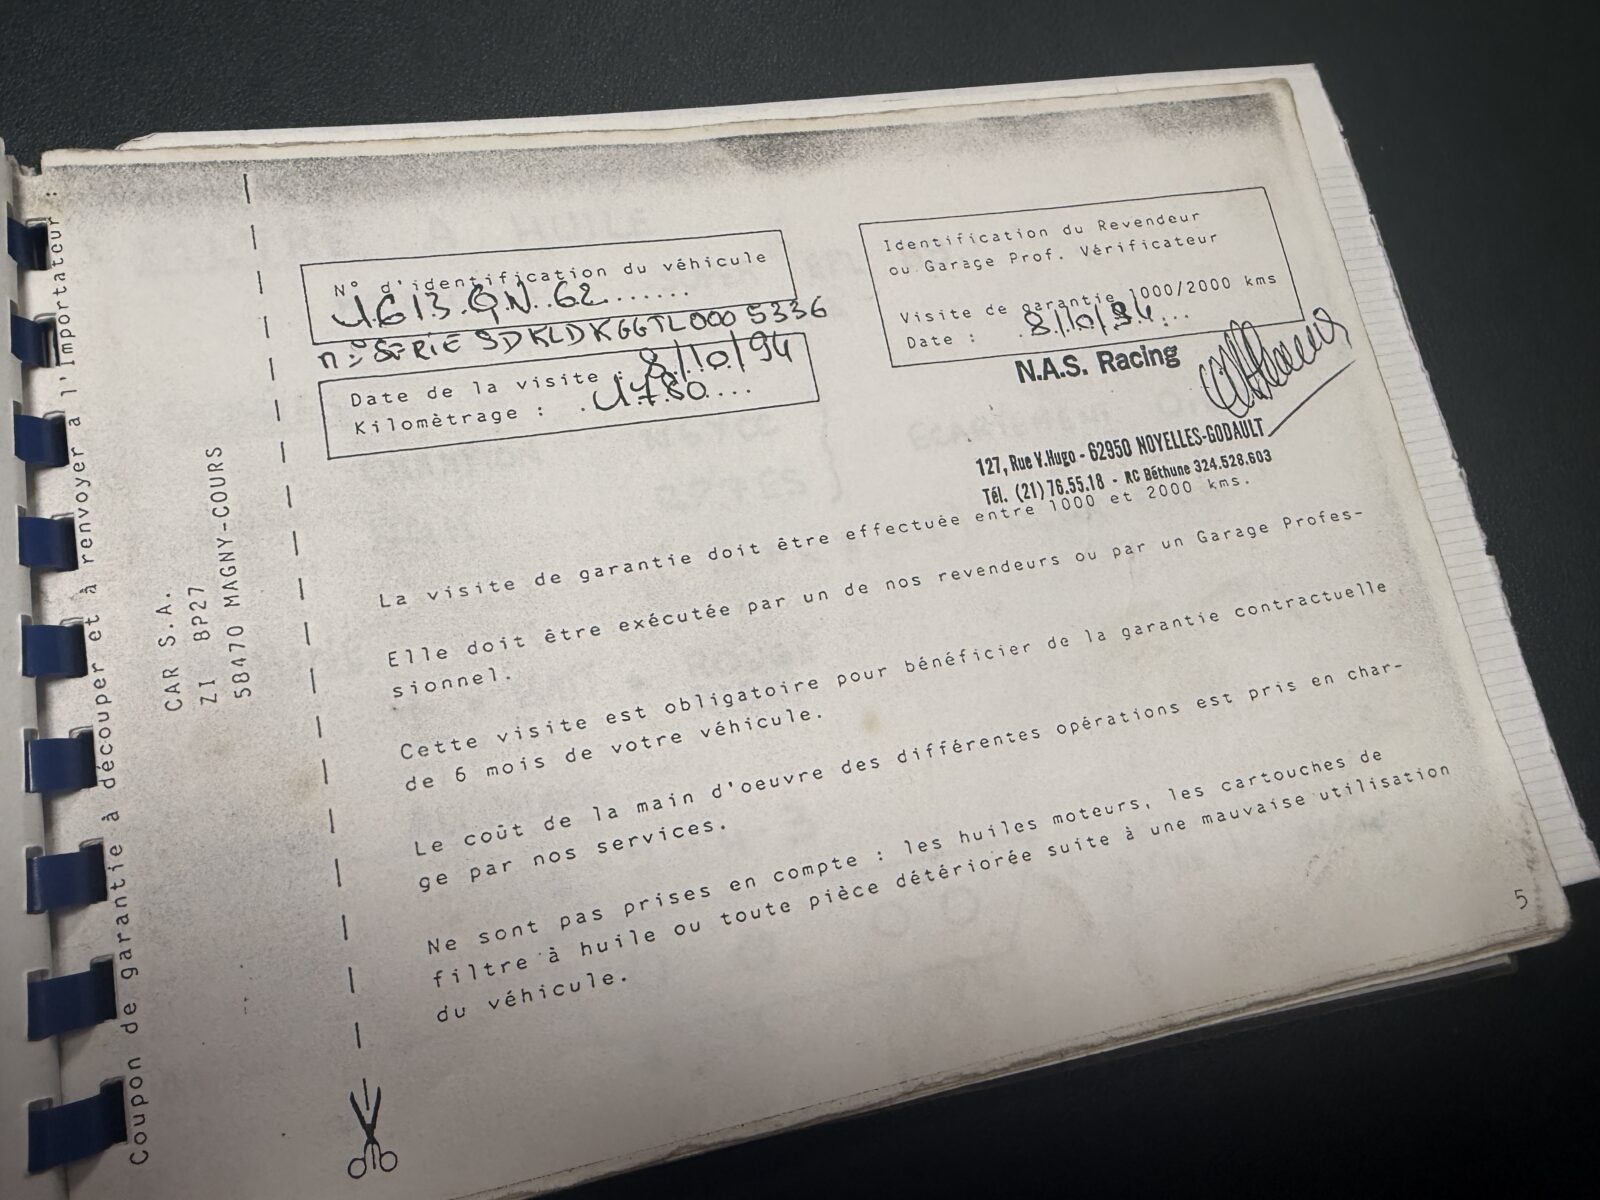 Coupon de garantie à découper et à renvoyer à l'Importateur :
CAR S.A.
ZI BP27
58470 MAGNY-COURS
N° d'identification du véhicule
4613.QN.62.......
n° SERIE SDKLDKGGTL0005336
Date de la visite : 8/10/94
Kilomètrage : .4780....
Identification du Revendeur
ou Garage Prof. Vérificateur
Visite de garantie 1000/2000 kms
Date : .8/10/94...
N.A.S. Racing
127, Rue V.Hugo - 62950 NOYELLES-GODAULT
Tél. (21) 76.55.18 - RC Béthune 324.528.603
La visite de garantie doit être effectuée entre 1000 et 2000 kms.
Elle doit être exécutée par un de nos revendeurs ou par un Garage Profes-
sionnel.
Cette visite est obligatoire pour bénéficier de la garantie contractuelle
de 6 mois de votre véhicule.
Le coût de la main d'oeuvre des différentes opérations est pris en char-
ge par nos services.
Ne sont pas prises en compte : les huiles moteurs, les cartouches de
filtre à huile ou toute pièce détériorée suite à une mauvaise utilisation
du véhicule.
5